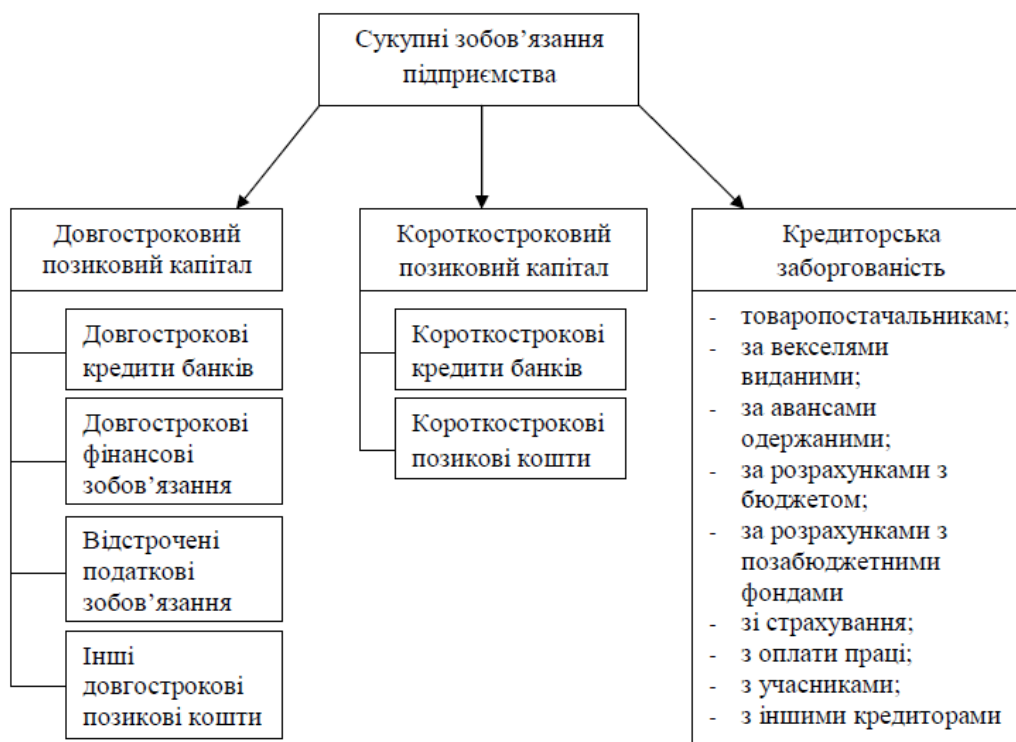 Сукупні зобов’язання
підприємства
Довгостроковий
позиковий капітал
Довгострокові
кредити банків
Довгострокові
фінансові
зобов’язання
Відстрочені
податкові
зобов’язання
Інші
довгострокові
позикові кошти
Короткостроковий
позиковий капітал
Короткострокові
кредити банків
Короткострокові
позикові кошти
Кредиторська
заборгованість
- товаропостачальникам;
- за векселями
виданими;
- за авансами
одержаними;
- за розрахунками з
бюджетом;
- за розрахунками з
позабюджетними
фондами
- зі страхування;
- з оплати праці;
- з учасниками;
- з іншими кредиторами